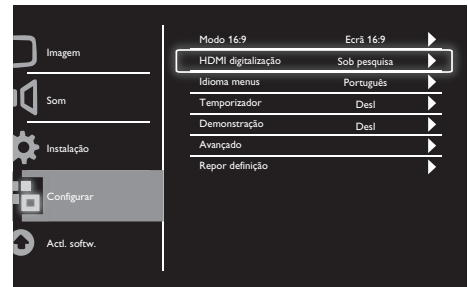 Imagem
Som
Instalação
Configurar
Actl. softw.
Modo 16:9 Ecrã 16:9
HDMI digitalização Sob pesquisa
Idioma menus Português
Temporizador Desl
Demonstração Desl
Avançado
Repor definição